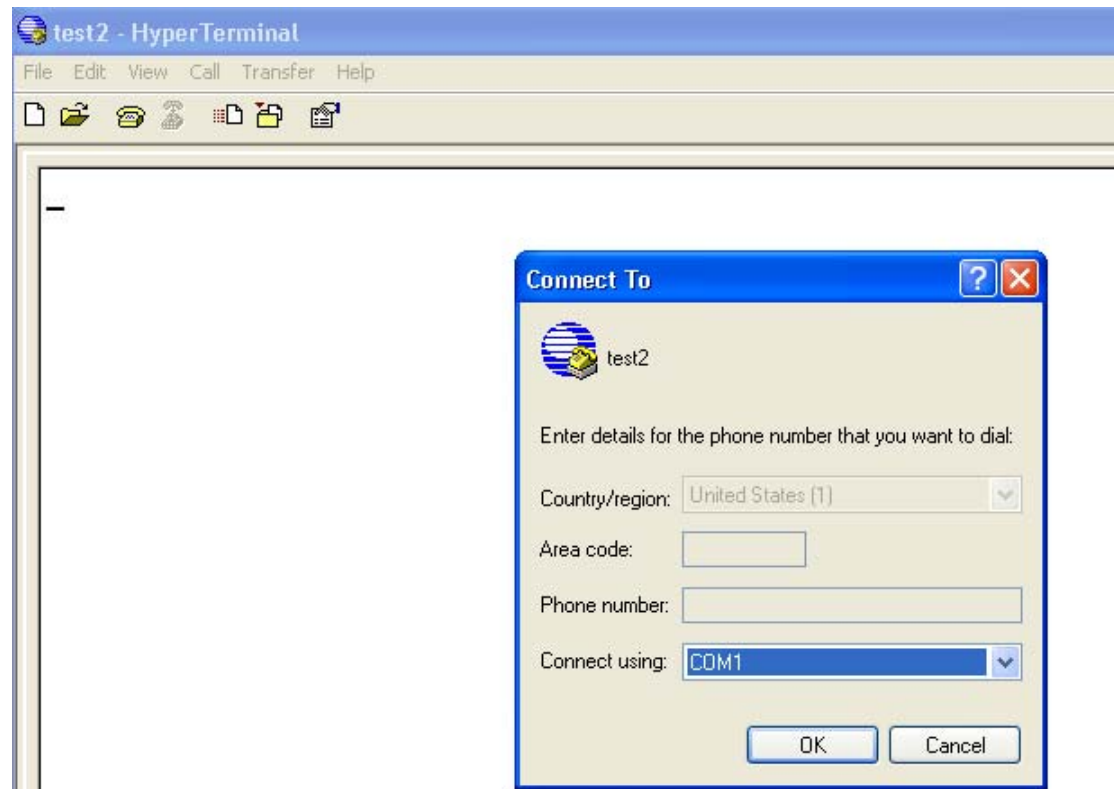 test2 - HyperTerminal
File Edit View Call Transfer Help
Connect To
test2
Enter details for the phone number that you want to dial:
Country/region: United States (1)
Area code:
Phone number:
Connect using: COM1
OK Cancel